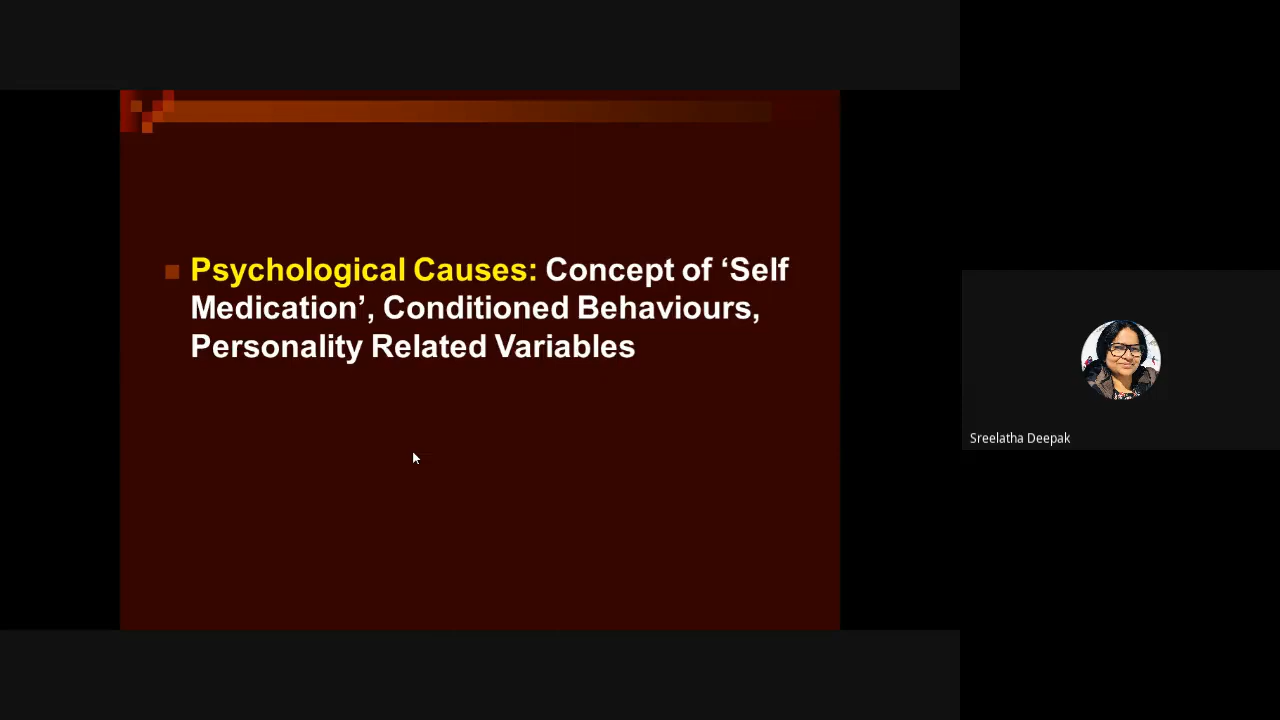 Psychological Causes: Concept of ‘Self
Medication’, Conditioned Behaviours,
Personality Related Variables
Sreelatha Deepak